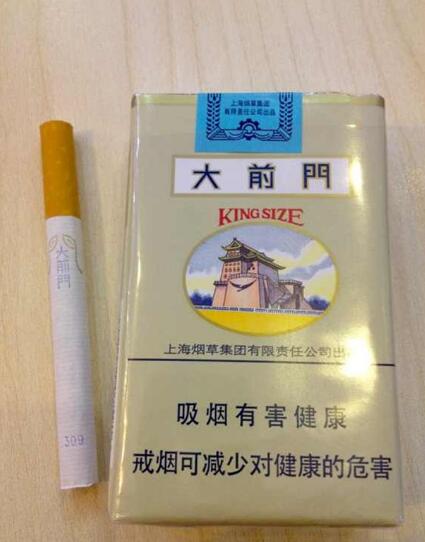 上海烟草集团
有限责任公司出品
大前門
KING SIZE
上海烟草集团有限责任公司出
吸烟有害健康
戒烟可减少对健康的危害
大前門
309